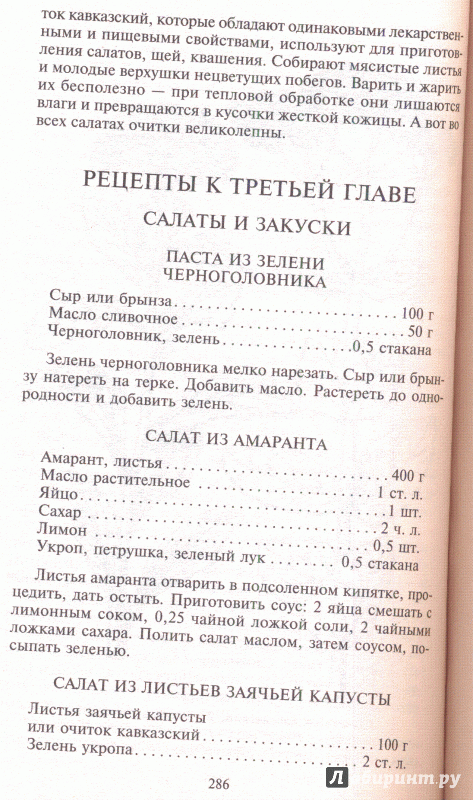 ток кавказский, которые обладают одинаковыми лекарствен-
ными и пищевыми свойствами, используют для приготов-
ления салатов, щей, квашения. Собирают мясистые листья
и молодые верхушки нецветущих побегов. Варить и жарить
их бесполезно — при тепловой обработке они лишаются
влаги и превращаются в кусочки жесткой кожицы. А вот во
всех салатах очитки великолепны.
РЕЦЕПТЫ К ТРЕТЬЕЙ ГЛАВЕ
САЛАТЫ И ЗАКУСКИ
ПАСТА ИЗ ЗЕЛЕНИ
ЧЕРНОГОЛОВНИКА
Сыр или брынза 100 г
Масло сливочное 50 г
Черноголовник, зелень 0,5 стакана
Зелень черноголовника мелко нарезать. Сыр или брын-
зу натереть на терке. Добавить масло. Растереть до одно-
родности и добавить зелень.
САЛАТ ИЗ АМАРАНТА
Амарант, листья 400 г
Масло растительное 1 ст. л.
Яйцо 1 шт.
Сахар 2 ч. л.
Лимон 0,5 шт.
Укроп, петрушка, зеленый лук 0,5 стакана
Листья амаранта отварить в подсоленном кипятке, про-
цедить, дать остыть. Приготовить соус: 2 яйца смешать с
лимонным соком, 0,25 чайной ложкой соли, 2 чайными
ложками сахара. Полить салат маслом, затем соусом, по-
сыпать зеленью.
САЛАТ ИЗ ЛИСТЬЕВ ЗАЯЧЬЕЙ КАПУСТЫ
Листья заячьей капусты
или очиток кавказский 100 г
Зелень укропа 2 ст. л.
286
Лабиринт.ру